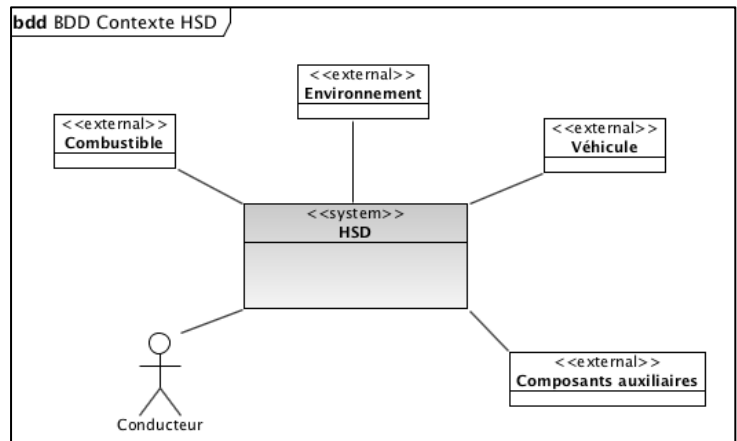 bdd BDD Contexte HSD
<<external>>
Environnement
<<external>>
Combustible
<<external>>
Véhicule
<<system>>
HSD
<<external>>
Composants auxiliaires
Conducteur